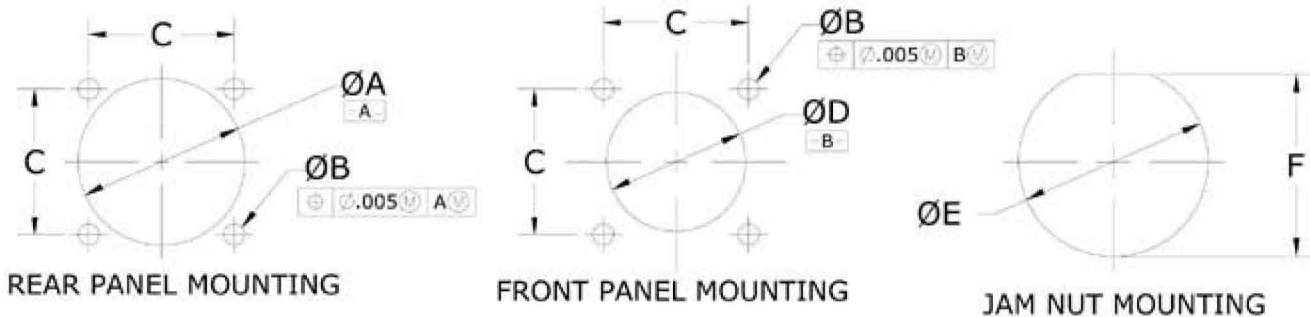 C
C
ØA
-A-
ØB
⌖ Ø.005Ⓜ AⓂ
REAR PANEL MOUNTING
C
C
ØB
⌖ Ø.005Ⓜ BⓂ
ØD
-B-
FRONT PANEL MOUNTING
ØE
F
JAM NUT MOUNTING